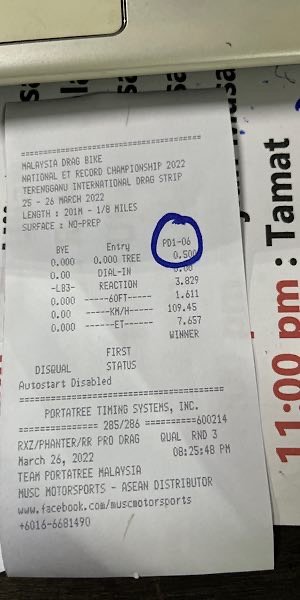 MALAYSIA DRAG BIKE
NATIONAL ET RECORD CHAMPIONSHIP 2022
TERENGGANU INTERNATIONAL DRAG STRIP
25 - 26 MARCH 2022
LENGTH : 201M - 1/8 MILES
SURFACE : NO-PREP
BYE Entry PD1-06
0.000 0.000 TREE 0.500
0.00 DIAL-IN 0.00
-LB3- REACTION 3.829
0.000 ------60FT----- 1.611
0.00 -----KM/H----- 109.45
0.000 ------ET----- 7.657
WINNER
FIRST
DISQUAL STATUS
Autostart Disabled
PORTATREE TIMING SYSTEMS, INC.
=============== 285/286 ==========600214
RXZ/PHANTER/RR PRO DRAG QUAL RND 3
March 26, 2022 08:25:48 PM
TEAM PORTATREE MALAYSIA
MUSC MOTORSPORTS - ASEAN DISTRIBUTOR
www.facebook.com/muscmotorsports
+6016-6681490
11:00 pm : Tamat